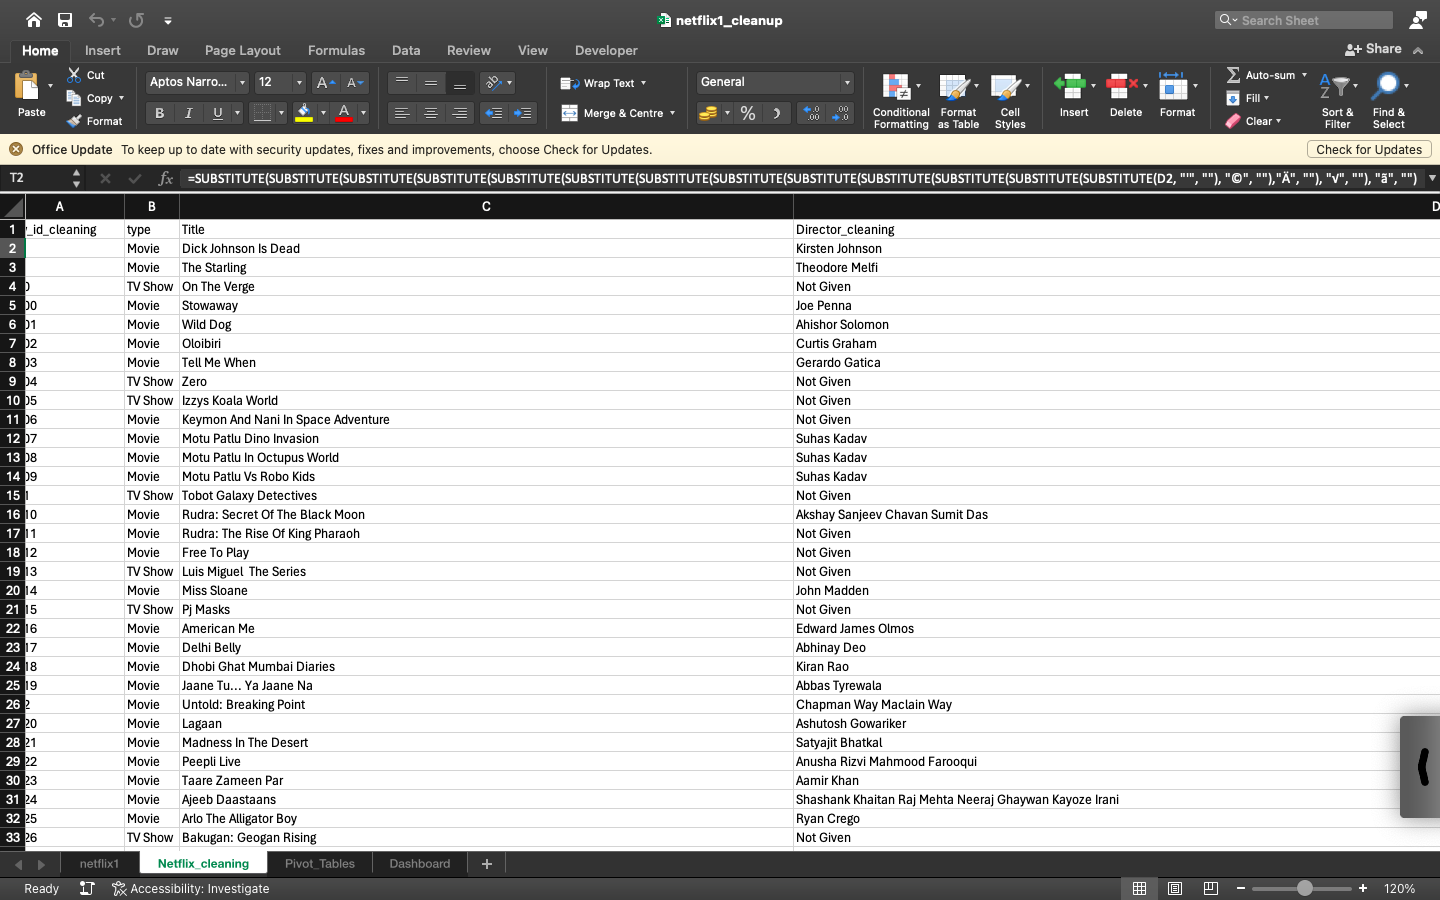 netflix1_cleanup
Search Sheet
Home Insert Draw Page Layout Formulas Data Review View Developer
Share
Paste
Cut
Copy
Format
Aptos Narro... 12
B I U
Wrap Text
Merge & Centre
General
Conditional Formatting
Format as Table
Cell Styles
Insert
Delete
Format
Auto-sum
Fill
Clear
Sort & Filter
Find & Select
Office Update To keep up to date with security updates, fixes and improvements, choose Check for Updates.
Check for Updates
T2 fx =SUBSTITUTE(SUBSTITUTE(SUBSTITUTE(SUBSTITUTE(SUBSTITUTE(SUBSTITUTE(SUBSTITUTE(SUBSTITUTE(SUBSTITUTE(SUBSTITUTE(SUBSTITUTE(SUBSTITUTE(SUBSTITUTE(D2, "'", ""), "©", ""),"Ä", ""), "√", ""), "ã", "")
A B C D
1 _id_cleaning type Title Director_cleaning
2 Movie Dick Johnson Is Dead Kirsten Johnson
3 Movie The Starling Theodore Melfi
4 0 TV Show On The Verge Not Given
5 00 Movie Stowaway Joe Penna
6 01 Movie Wild Dog Ahishor Solomon
7 02 Movie Oloibiri Curtis Graham
8 03 Movie Tell Me When Gerardo Gatica
9 04 TV Show Zero Not Given
10 05 TV Show Izzys Koala World Not Given
11 06 Movie Keymon And Nani In Space Adventure Not Given
12 07 Movie Motu Patlu Dino Invasion Suhas Kadav
13 08 Movie Motu Patlu In Octupus World Suhas Kadav
14 09 Movie Motu Patlu Vs Robo Kids Suhas Kadav
15 1 TV Show Tobot Galaxy Detectives Not Given
16 10 Movie Rudra: Secret Of The Black Moon Akshay Sanjeev Chavan Sumit Das
17 11 Movie Rudra: The Rise Of King Pharaoh Not Given
18 12 Movie Free To Play Not Given
19 13 TV Show Luis Miguel  The Series Not Given
20 14 Movie Miss Sloane John Madden
21 15 TV Show Pj Masks Not Given
22 16 Movie American Me Edward James Olmos
23 17 Movie Delhi Belly Abhinay Deo
24 18 Movie Dhobi Ghat Mumbai Diaries Kiran Rao
25 19 Movie Jaane Tu... Ya Jaane Na Abbas Tyrewala
26 2 Movie Untold: Breaking Point Chapman Way Maclain Way
27 20 Movie Lagaan Ashutosh Gowariker
28 21 Movie Madness In The Desert Satyajit Bhatkal
29 22 Movie Peepli Live Anusha Rizvi Mahmood Farooqui
30 23 Movie Taare Zameen Par Aamir Khan
31 24 Movie Ajeeb Daastaans Shashank Khaitan Raj Mehta Neeraj Ghaywan Kayoze Irani
32 25 Movie Arlo The Alligator Boy Ryan Crego
33 26 TV Show Bakugan: Geogan Rising Not Given
netflix1 Netflix_cleaning Pivot_Tables Dashboard
Ready Accessibility: Investigate 120%